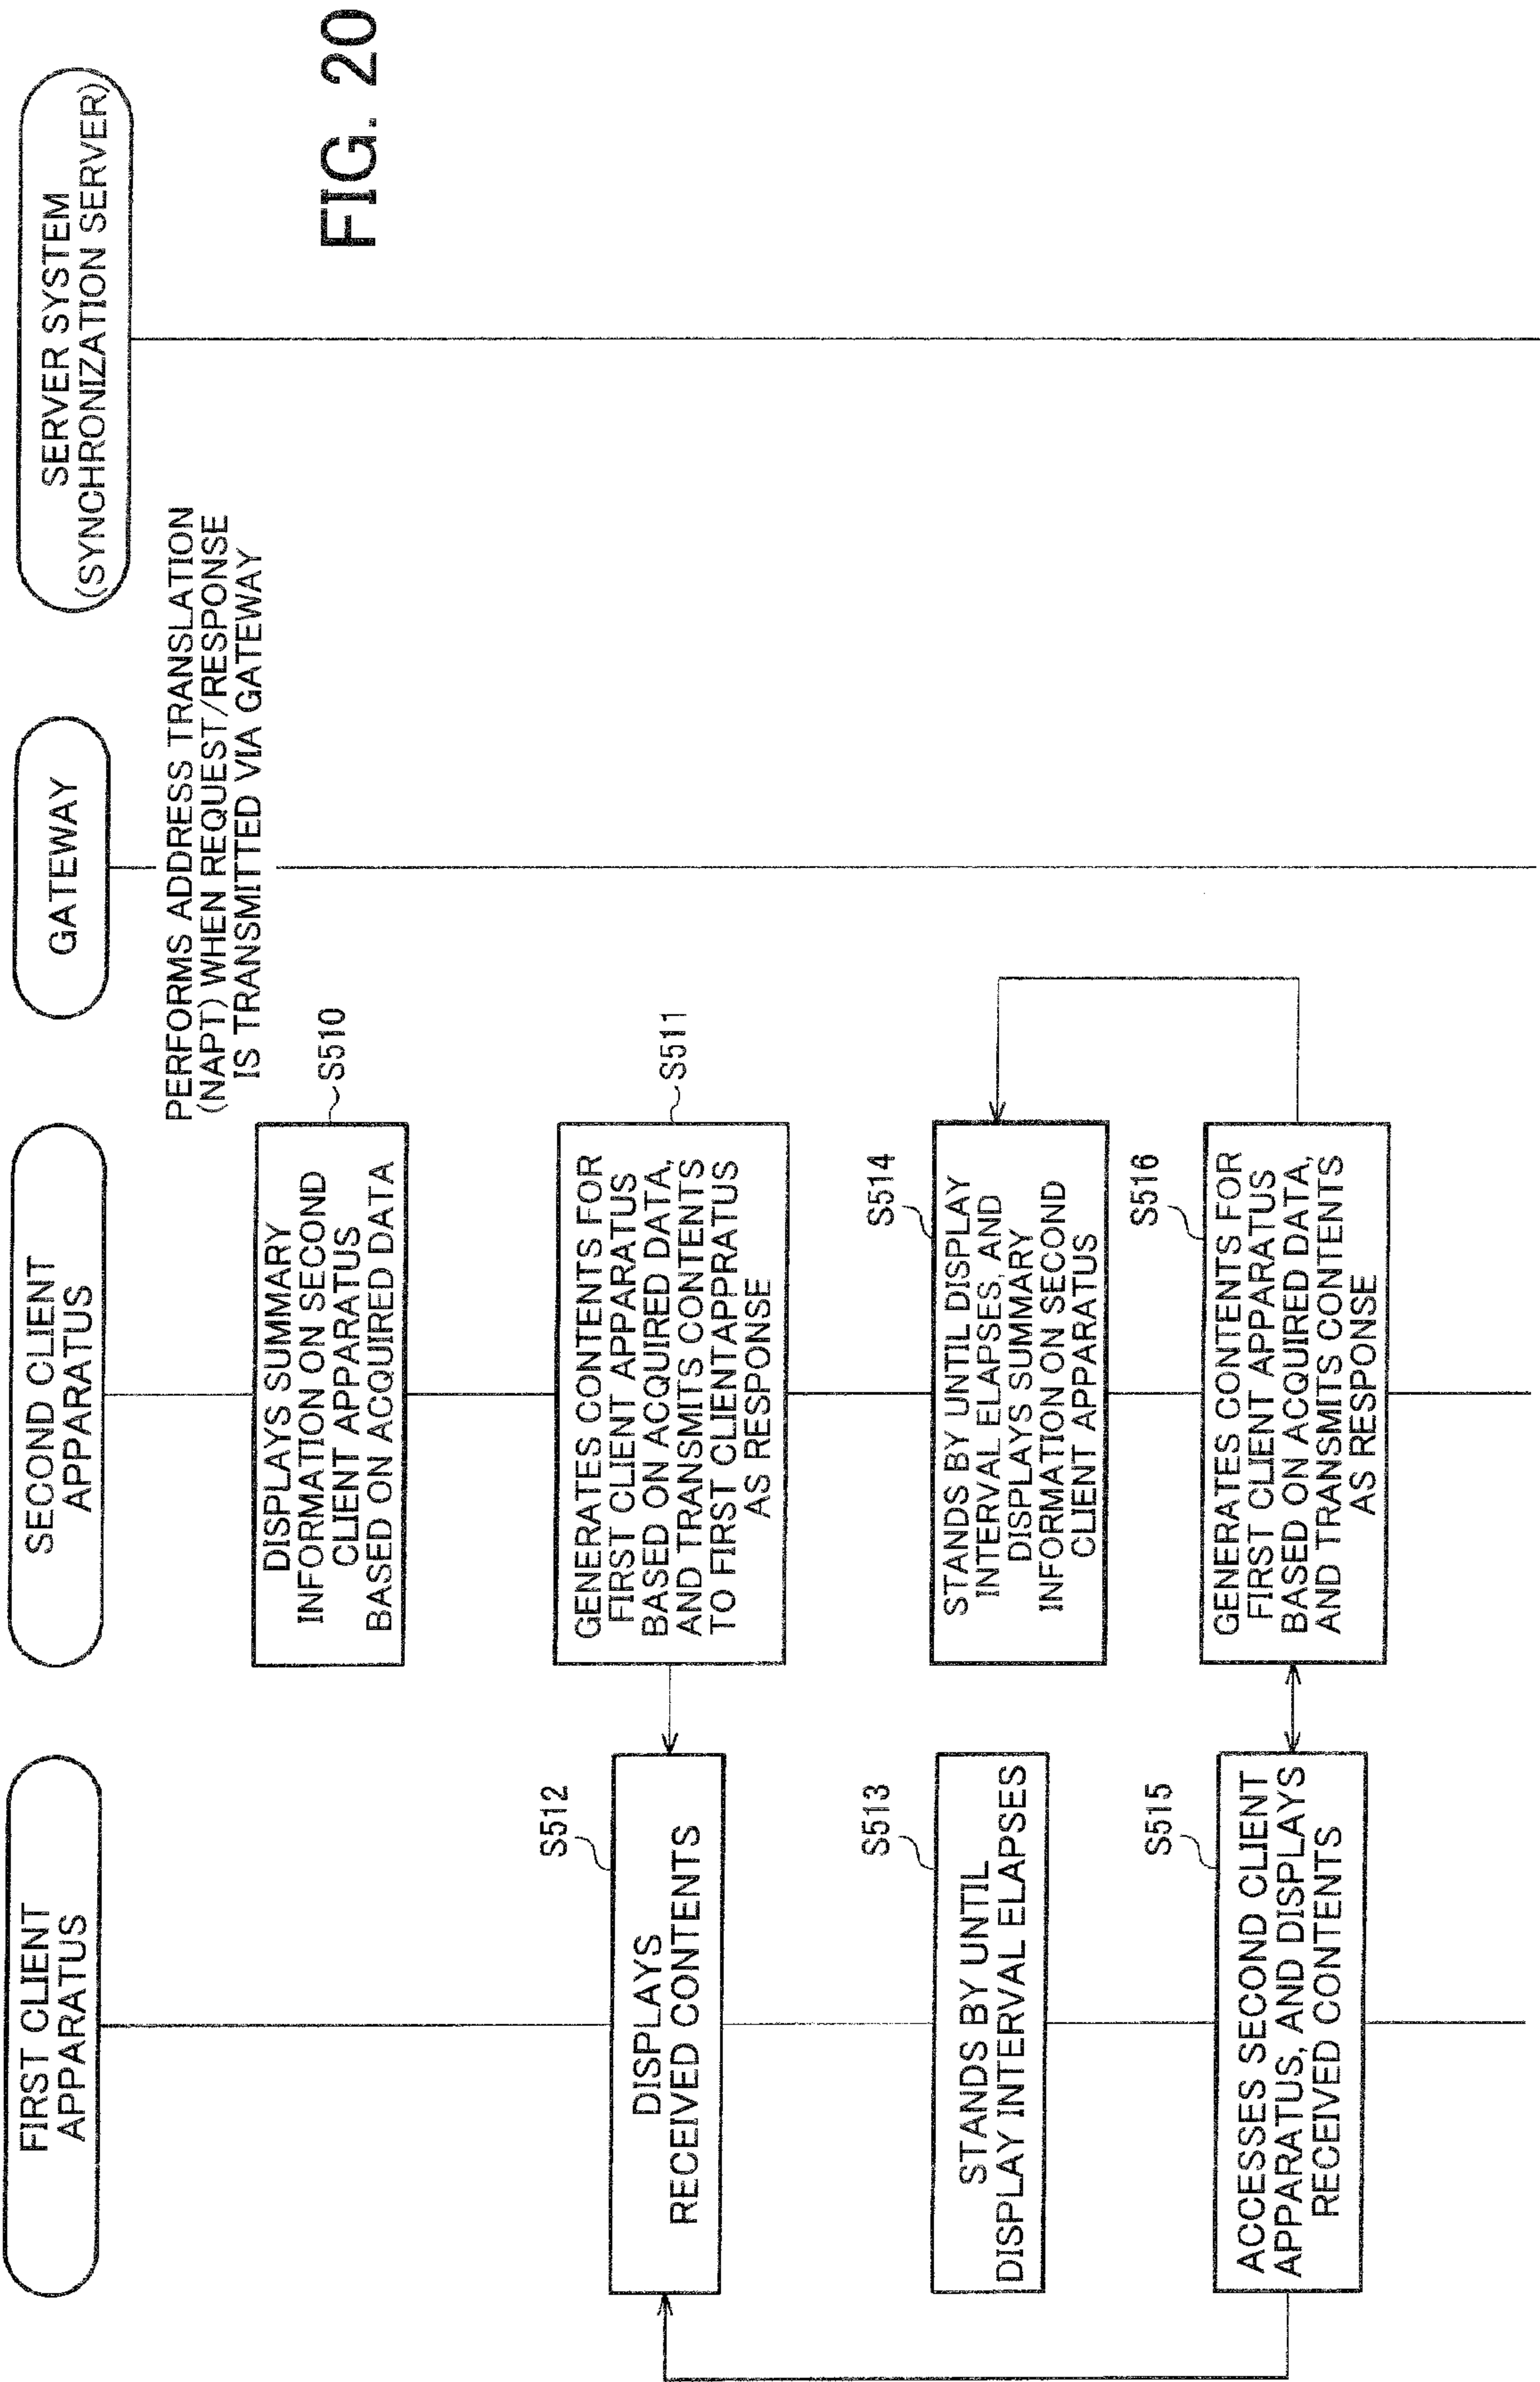 FIG. 20
FIRST CLIENT
APPARATUS
SECOND CLIENT
APPARATUS
GATEWAY
SERVER SYSTEM
(SYNCHRONIZATION SERVER)
PERFORMS ADDRESS TRANSLATION
(NAPT) WHEN REQUEST/RESPONSE
IS TRANSMITTED VIA GATEWAY
S510
DISPLAYS SUMMARY
INFORMATION ON SECOND
CLIENT APPARATUS
BASED ON ACQUIRED DATA
S511
GENERATES CONTENTS FOR
FIRST CLIENT APPARATUS
BASED ON ACQUIRED DATA,
AND TRANSMITS CONTENTS
TO FIRST CLIENTAPPRATUS
AS RESPONSE
S512
DISPLAYS
RECEIVED CONTENTS
S513
STANDS BY UNTIL
DISPLAY INTERVAL ELAPSES
S514
STANDS BY UNTIL DISPLAY
INTERVAL ELAPSES, AND
DISPLAYS SUMMARY
INFORMATION ON SECOND
CLIENT APPARATUS
S515
ACCESSES SECOND CLIENT
APPARATUS, AND DISPLAYS
RECEIVED CONTENTS
S516
GENERATES CONTENTS FOR
FIRST CLIENT APPARATUS
BASED ON ACQUIRED DATA,
AND TRANSMITS CONTENTS
AS RESPONSE